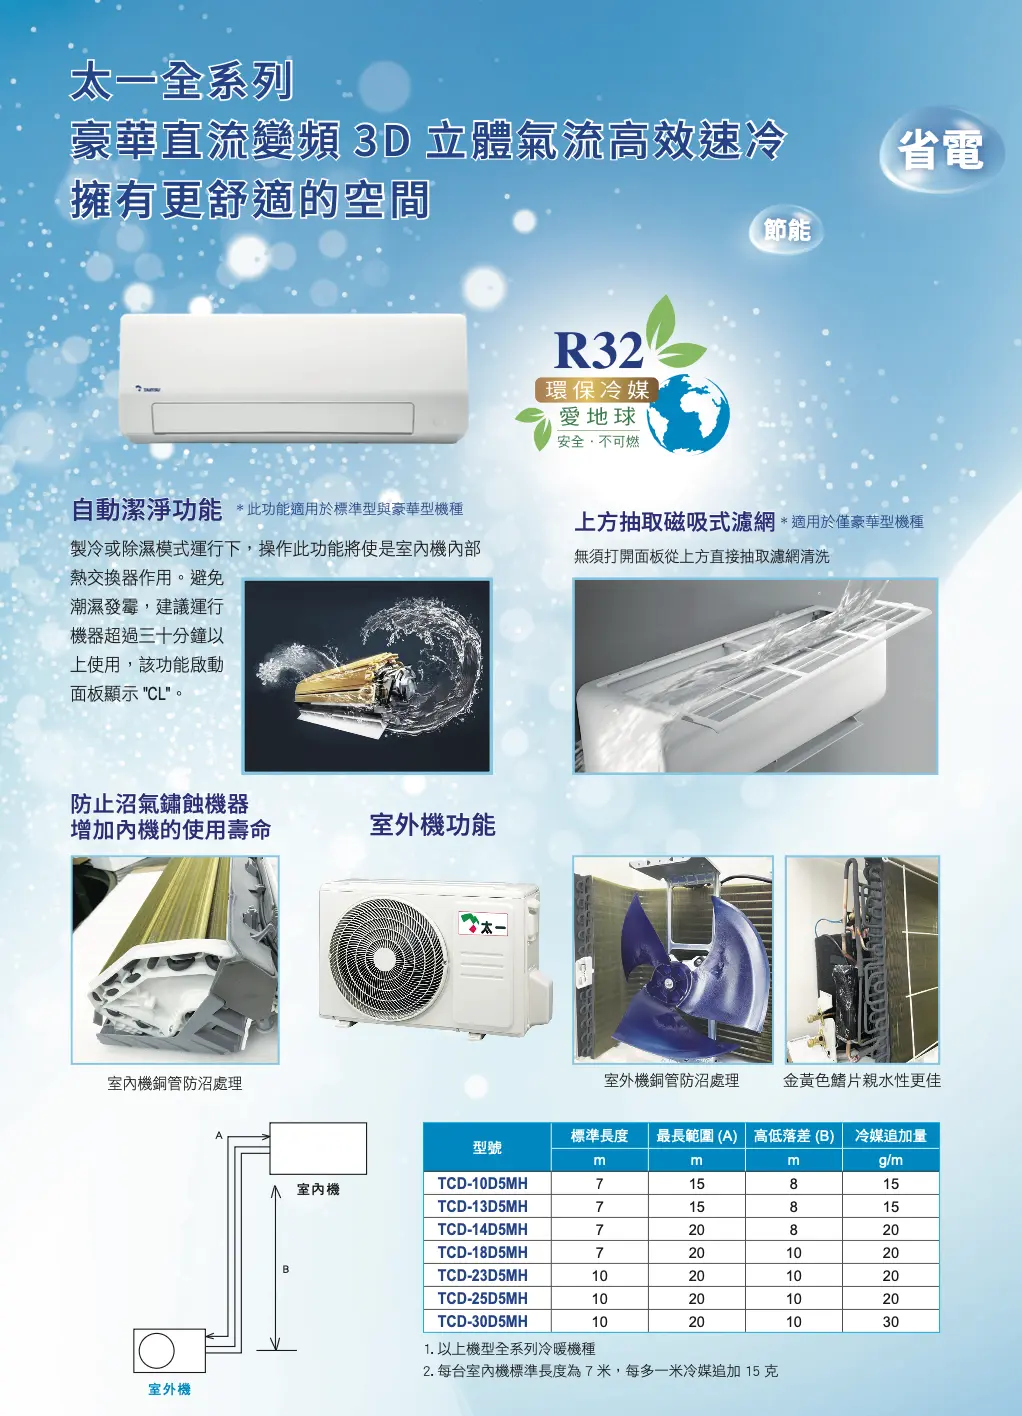 太一全系列
豪華直流變頻 3D 立體氣流高效速冷
擁有更舒適的空間
省電
節能
R32
環保冷媒
愛地球
安全·不可燃
自動潔淨功能 *此功能適用於標準型與豪華型機種
製冷或除濕模式運行下，操作此功能將使是室內機內部
熱交換器作用。避免
潮濕發霉，建議運行
機器超過三十分鐘以
上使用，該功能啟動
面板顯示 "CL"。
上方抽取磁吸式濾網 *適用於僅豪華型機種
無須打開面板從上方直接抽取濾網清洗
防止沼氣鏽蝕機器
增加內機的使用壽命
室外機功能
太一
室內機銅管防沼處理
室外機銅管防沼處理
金黃色鰭片親水性更佳
A
室內機
B
室外機
型號 標準長度 最長範圍 (A) 高低落差 (B) 冷媒追加量
m m m g/m
TCD-10D5MH 7 15 8 15
TCD-13D5MH 7 15 8 15
TCD-14D5MH 7 20 8 20
TCD-18D5MH 7 20 10 20
TCD-23D5MH 10 20 10 20
TCD-25D5MH 10 20 10 20
TCD-30D5MH 10 20 10 30
1. 以上機型全系列冷暖機種
2. 每台室內機標準長度為 7 米，每多一米冷媒追加 15 克